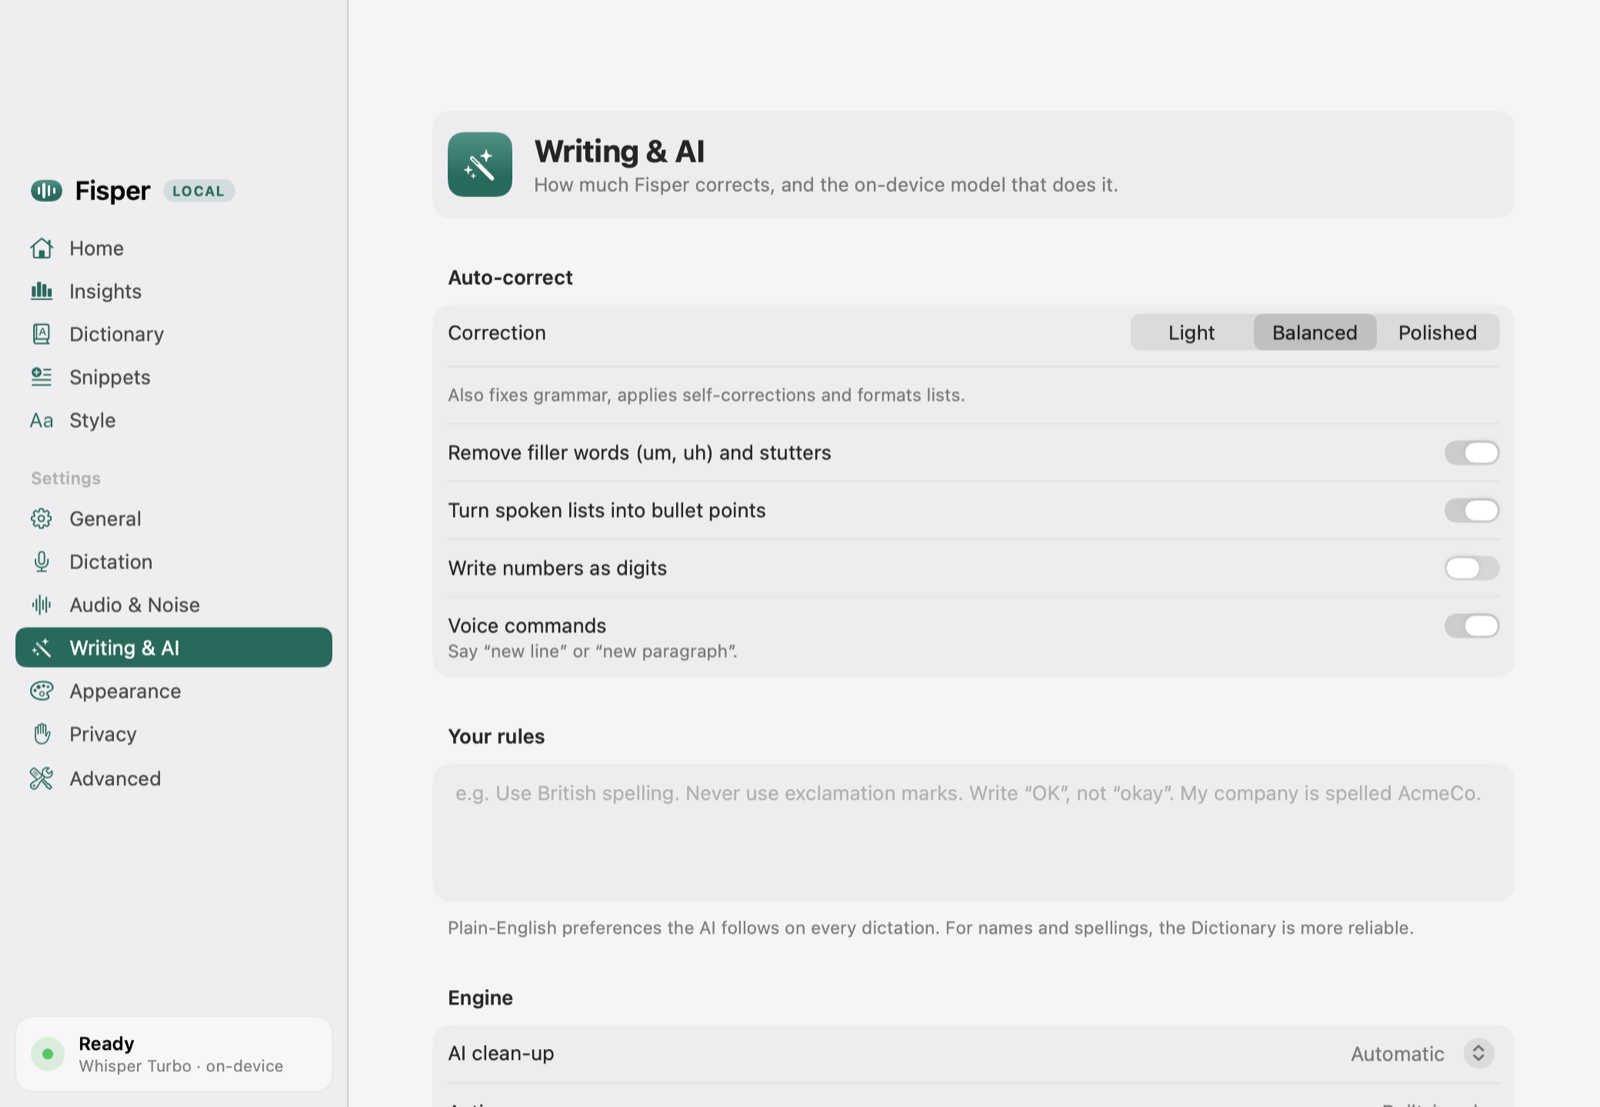 Fisper LOCAL
Home
Insights
Dictionary
Snippets
Aa Style
Settings
General
Dictation
Audio & Noise
Writing & AI
Appearance
Privacy
Advanced
Ready
Whisper Turbo · on-device
Writing & AI
How much Fisper corrects, and the on-device model that does it.
Auto-correct
Correction Light Balanced Polished
Also fixes grammar, applies self-corrections and formats lists.
Remove filler words (um, uh) and stutters
Turn spoken lists into bullet points
Write numbers as digits
Voice commands
Say “new line” or “new paragraph”.
Your rules
e.g. Use British spelling. Never use exclamation marks. Write “OK”, not “okay”. My company is spelled AcmeCo.
Plain-English preferences the AI follows on every dictation. For names and spellings, the Dictionary is more reliable.
Engine
AI clean-up Automatic